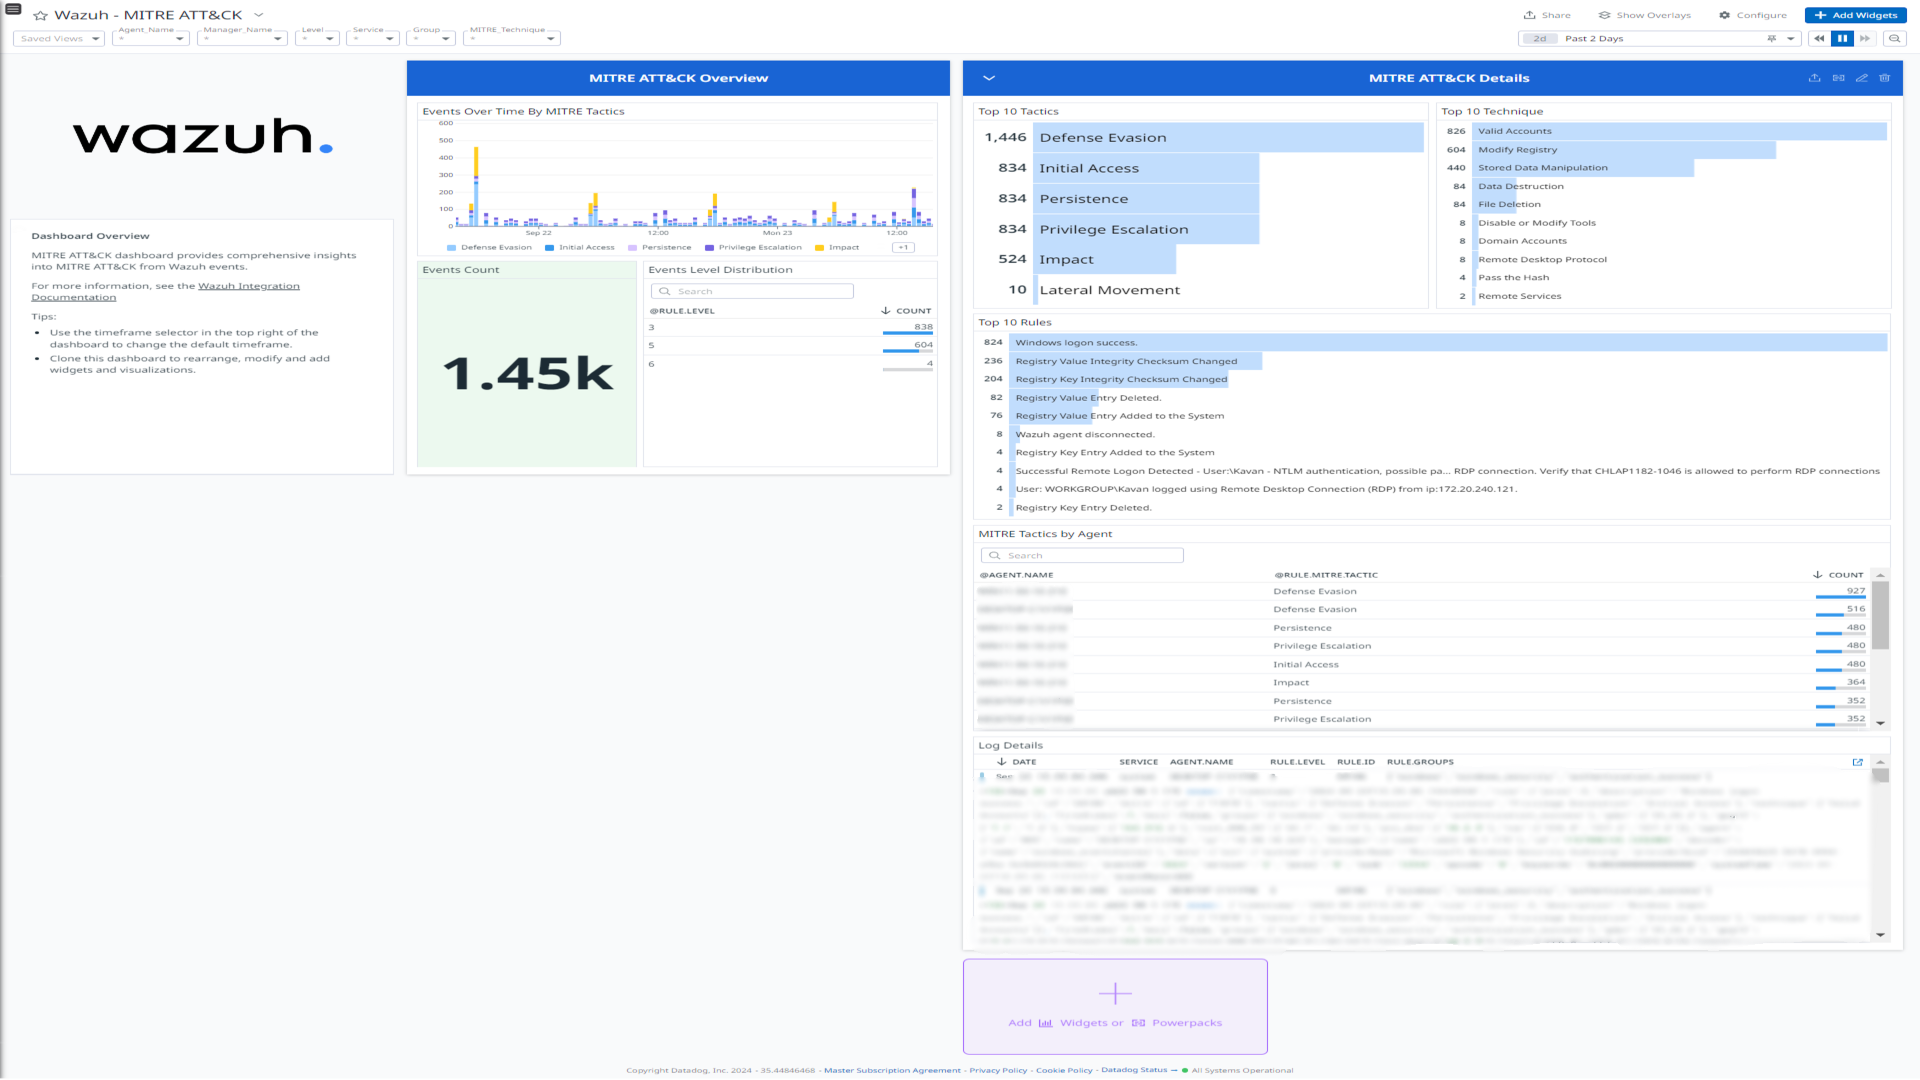 Wazuh - MITRE ATT&CK
Share
Show Overlays
Configure
Add Widgets
Saved Views
Agent_Name
*
Manager_Name
*
Level
*
Service
*
Group
*
MITRE_Technique
*
2d Past 2 Days
wazuh.
Dashboard Overview
MITRE ATT&CK dashboard provides comprehensive insights
into MITRE ATT&CK from Wazuh events.
For more information, see the Wazuh Integration
Documentation
Tips:
• Use the timeframe selector in the top right of the
dashboard to change the default timeframe.
• Clone this dashboard to rearrange, modify and add
widgets and visualizations.
MITRE ATT&CK Overview
Events Over Time By MITRE Tactics
600
500
400
300
200
100
0
Sep 22 12:00 Mon 23 12:00
Defense Evasion Initial Access Persistence Privilege Escalation Impact +1
Events Count
1.45k
Events Level Distribution
Search
@RULE.LEVEL COUNT
3 838
5 604
6 4
MITRE ATT&CK Details
Top 10 Tactics
1,446 Defense Evasion
834 Initial Access
834 Persistence
834 Privilege Escalation
524 Impact
10 Lateral Movement
Top 10 Technique
826 Valid Accounts
604 Modify Registry
440 Stored Data Manipulation
84 Data Destruction
84 File Deletion
8 Disable or Modify Tools
8 Domain Accounts
8 Remote Desktop Protocol
4 Pass the Hash
2 Remote Services
Top 10 Rules
824 Windows logon success.
236 Registry Value Integrity Checksum Changed
204 Registry Key Integrity Checksum Changed
82 Registry Value Entry Deleted.
76 Registry Value Entry Added to the System
8 Wazuh agent disconnected.
4 Registry Key Entry Added to the System
4 Successful Remote Logon Detected - User:\Kavan - NTLM authentication, possible pa... RDP connection. Verify that CHLAP1182-1046 is allowed to perform RDP connections
4 User: WORKGROUP\Kavan logged using Remote Desktop Connection (RDP) from ip:172.20.240.121.
2 Registry Key Entry Deleted.
MITRE Tactics by Agent
Search
@AGENT.NAME @RULE.MITRE.TACTIC COUNT
Defense Evasion 927
Defense Evasion 516
Persistence 480
Privilege Escalation 480
Initial Access 480
Impact 364
Persistence 352
Privilege Escalation 352
Log Details
DATE SERVICE AGENT.NAME RULE.LEVEL RULE.ID RULE.GROUPS
Add Widgets or Powerpacks
Copyright Datadog, Inc. 2024 - 35.44846468 - Master Subscription Agreement - Privacy Policy - Cookie Policy - Datadog Status → All Systems Operational